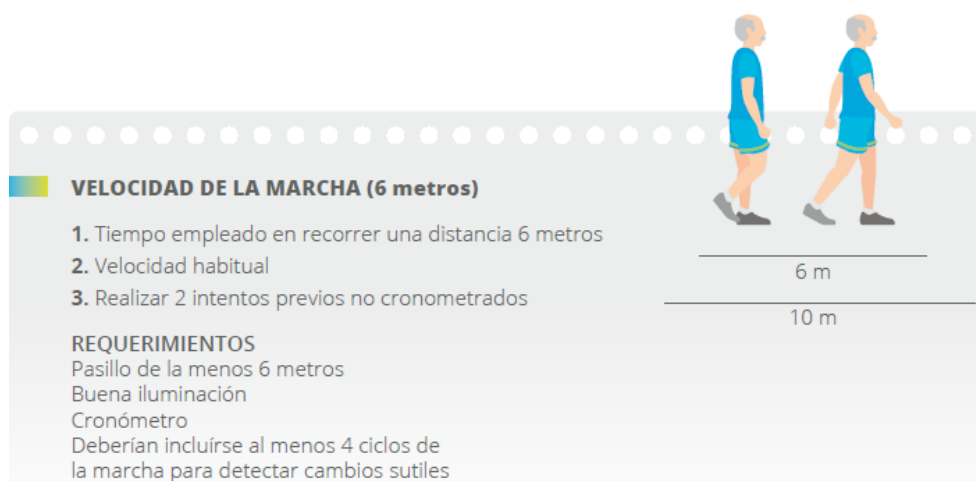 VELOCIDAD DE LA MARCHA (6 metros)
1. Tiempo empleado en recorrer una distancia 6 metros
2. Velocidad habitual
3. Realizar 2 intentos previos no cronometrados
6 m
10 m
REQUERIMIENTOS
Pasillo de la menos 6 metros
Buena iluminación
Cronómetro
Deberían incluírse al menos 4 ciclos de
la marcha para detectar cambios sutiles